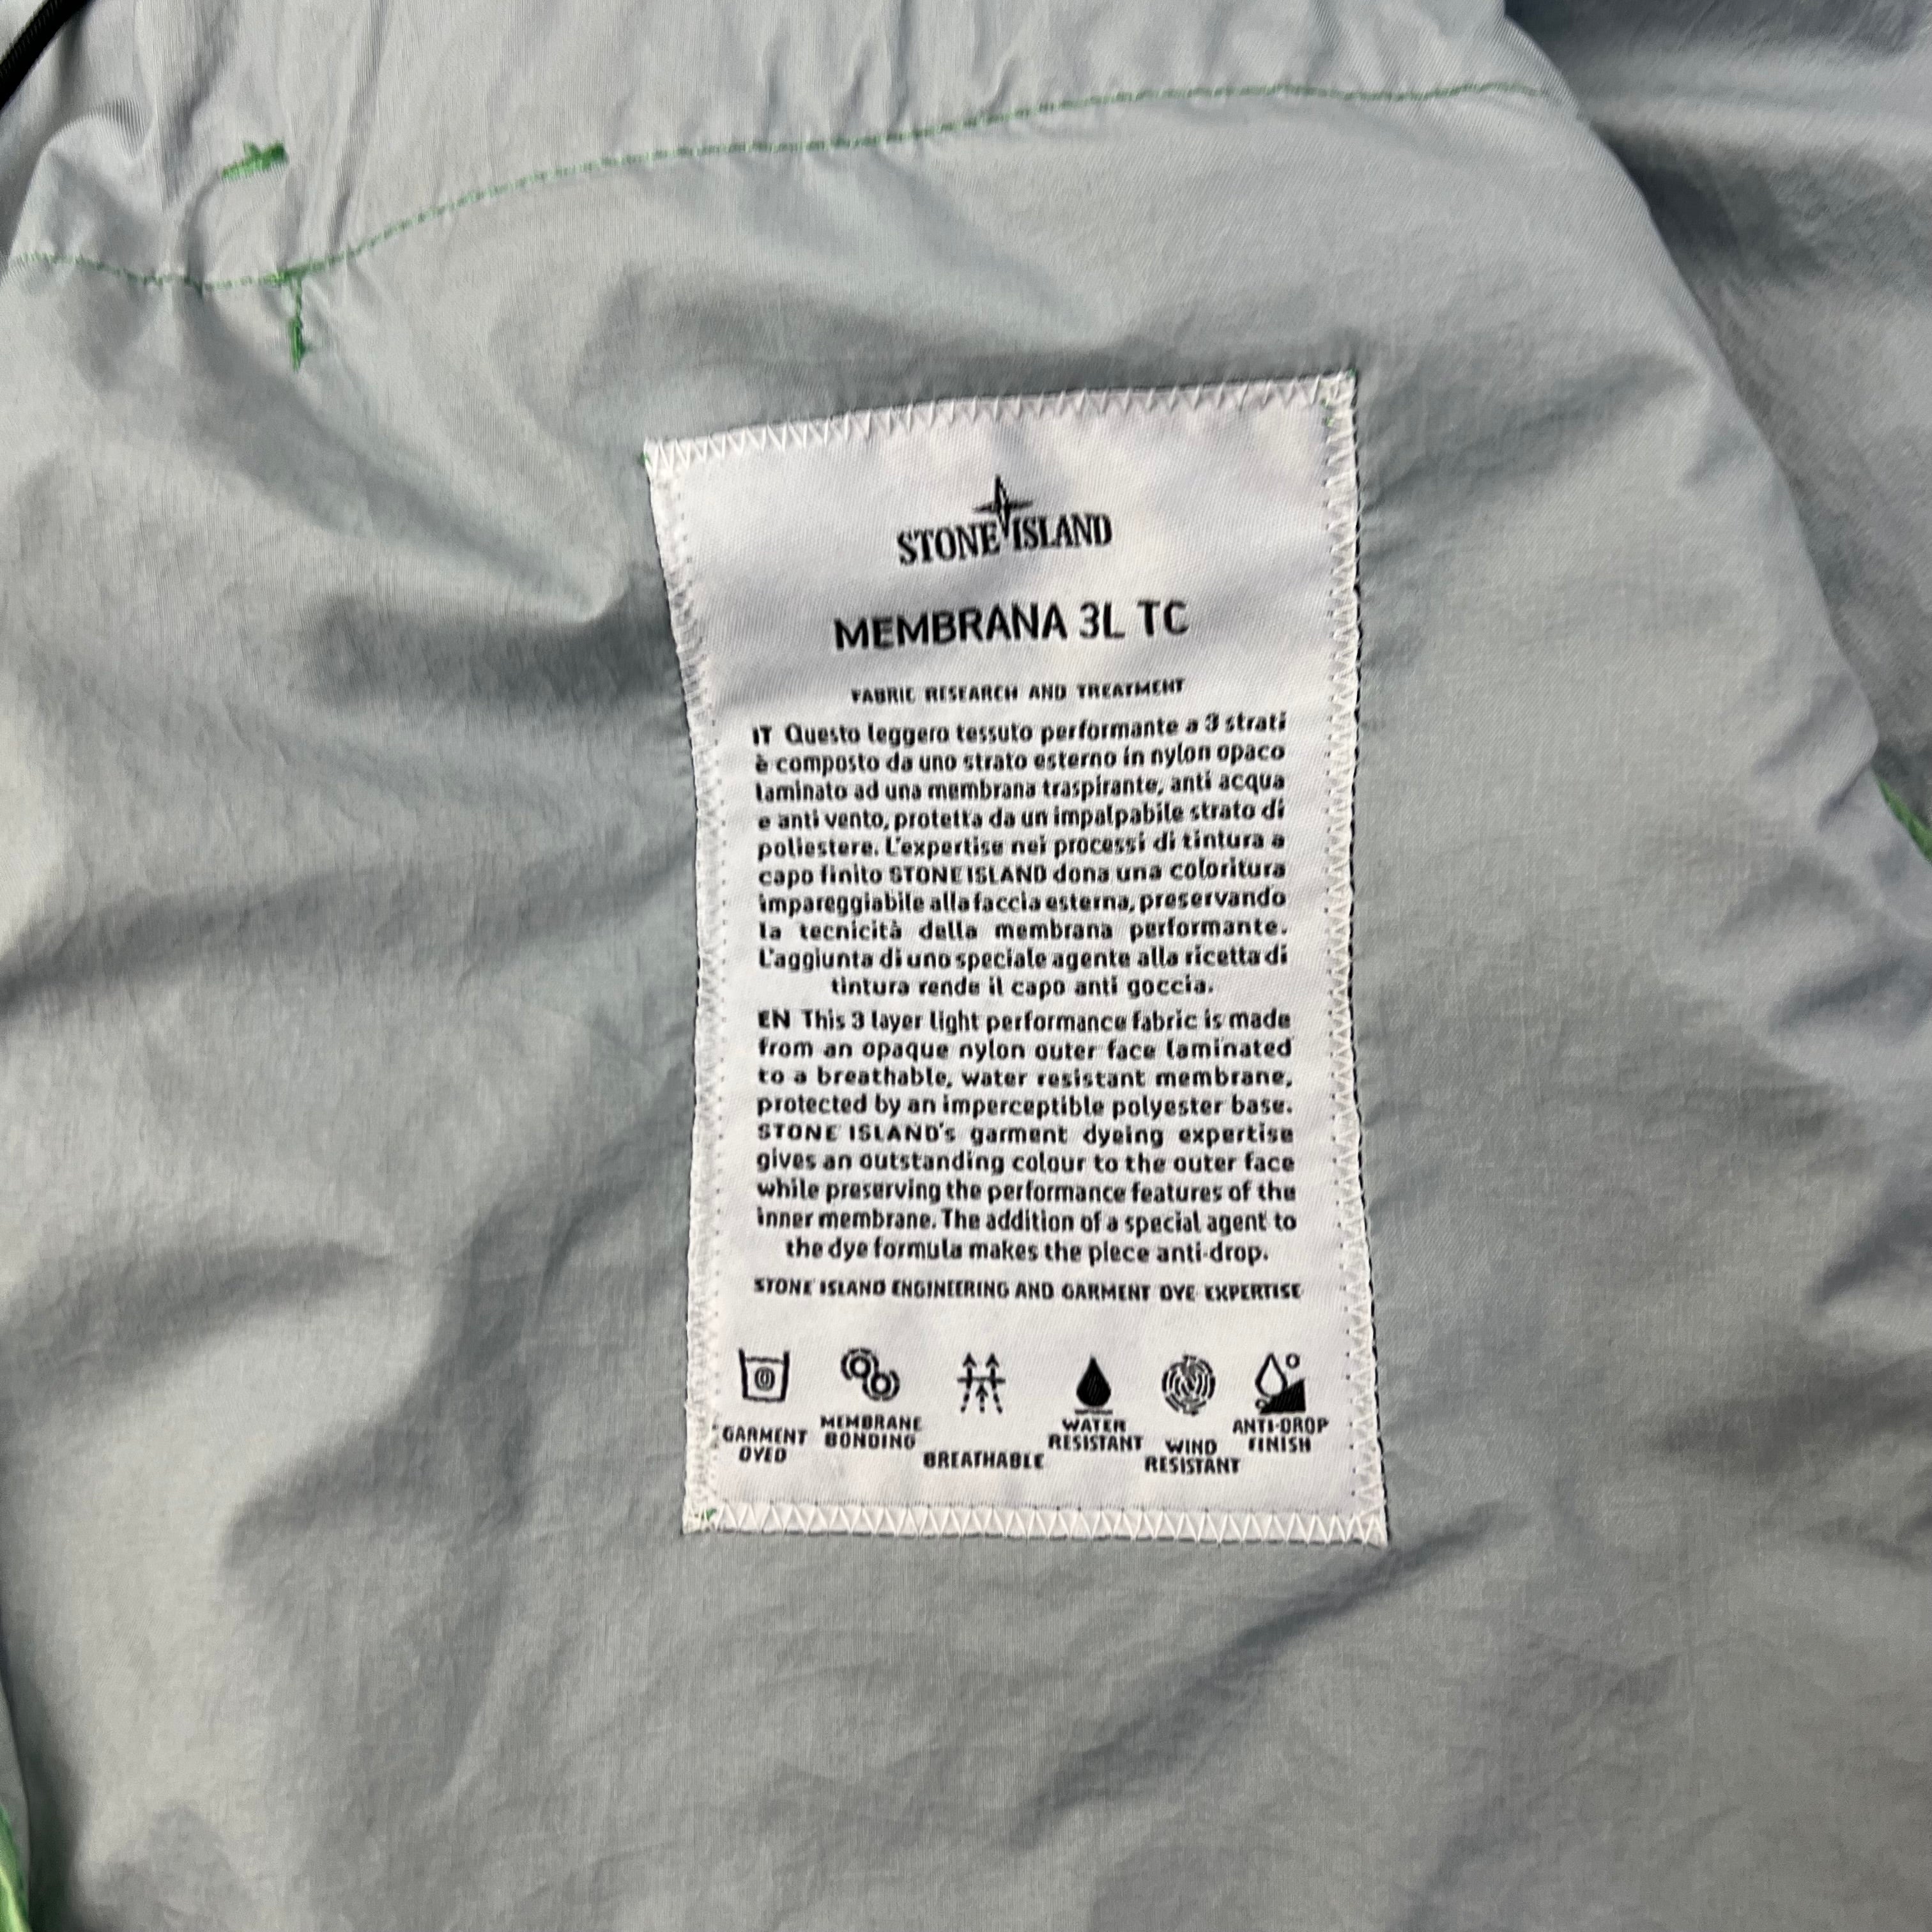 STONE ISLAND
MEMBRANA 3L TC
FABRIC RESEARCH AND TREATMENT
IT Questo leggero tessuto performante a 3 strati
è composto da uno strato esterno in nylon opaco
laminato ad una membrana traspirante, anti acqua
e anti vento, protetta da un impalpabile strato di
poliestere. L'expertise nei processi di tintura a
capo finito STONE ISLAND dona una coloritura
impareggiabile alla faccia esterna, preservando
la tecnicità della membrana performante.
L'aggiunta di uno speciale agente alla ricetta di
tintura rende il capo anti goccia.
EN This 3 layer light performance fabric is made
from an opaque nylon outer face laminated
to a breathable, water resistant membrane,
protected by an imperceptible polyester base.
STONE ISLAND's garment dyeing expertise
gives an outstanding colour to the outer face
while preserving the performance features of the
inner membrane. The addition of a special agent to
the dye formula makes the piece anti-drop.
STONE ISLAND ENGINEERING AND GARMENT DYE EXPERTISE
GARMENT
DYED
MEMBRANE
BONDING
BREATHABLE
WATER
RESISTANT
WIND
RESISTANT
ANTI-DROP
FINISH